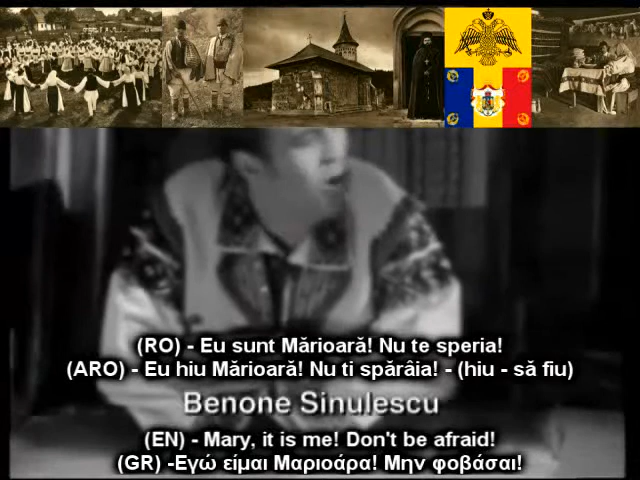 (RO) - Eu sunt Mărioară! Nu te speria!
(ARO) - Eu hiu Mărioară! Nu ti spărâia! - (hiu - să fiu)
Benone Sinulescu
(EN) - Mary, it is me! Don't be afraid!
(GR) -Εγώ είμαι Μαριοάρα! Μην φοβάσαι!